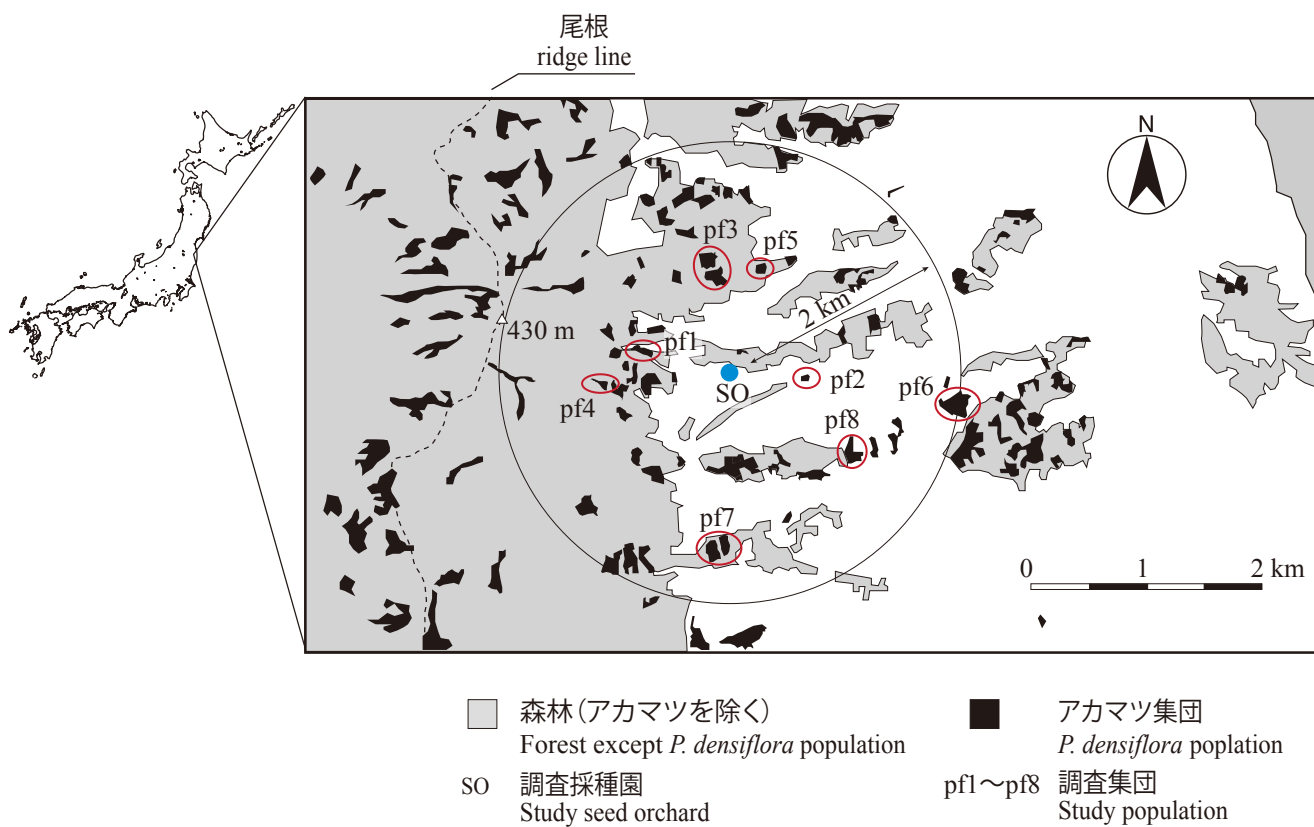 尾根
ridge line
N
pf3
pf5
2 km
430 m
pf1
SO
pf2
pf4
pf6
pf8
pf7
0 1 2 km
森林（アカマツを除く）
Forest except P. densiflora population
アカマツ集団
P. densiflora poplation
SO 調査採種園
Study seed orchard
pf1〜pf8 調査集団
Study population